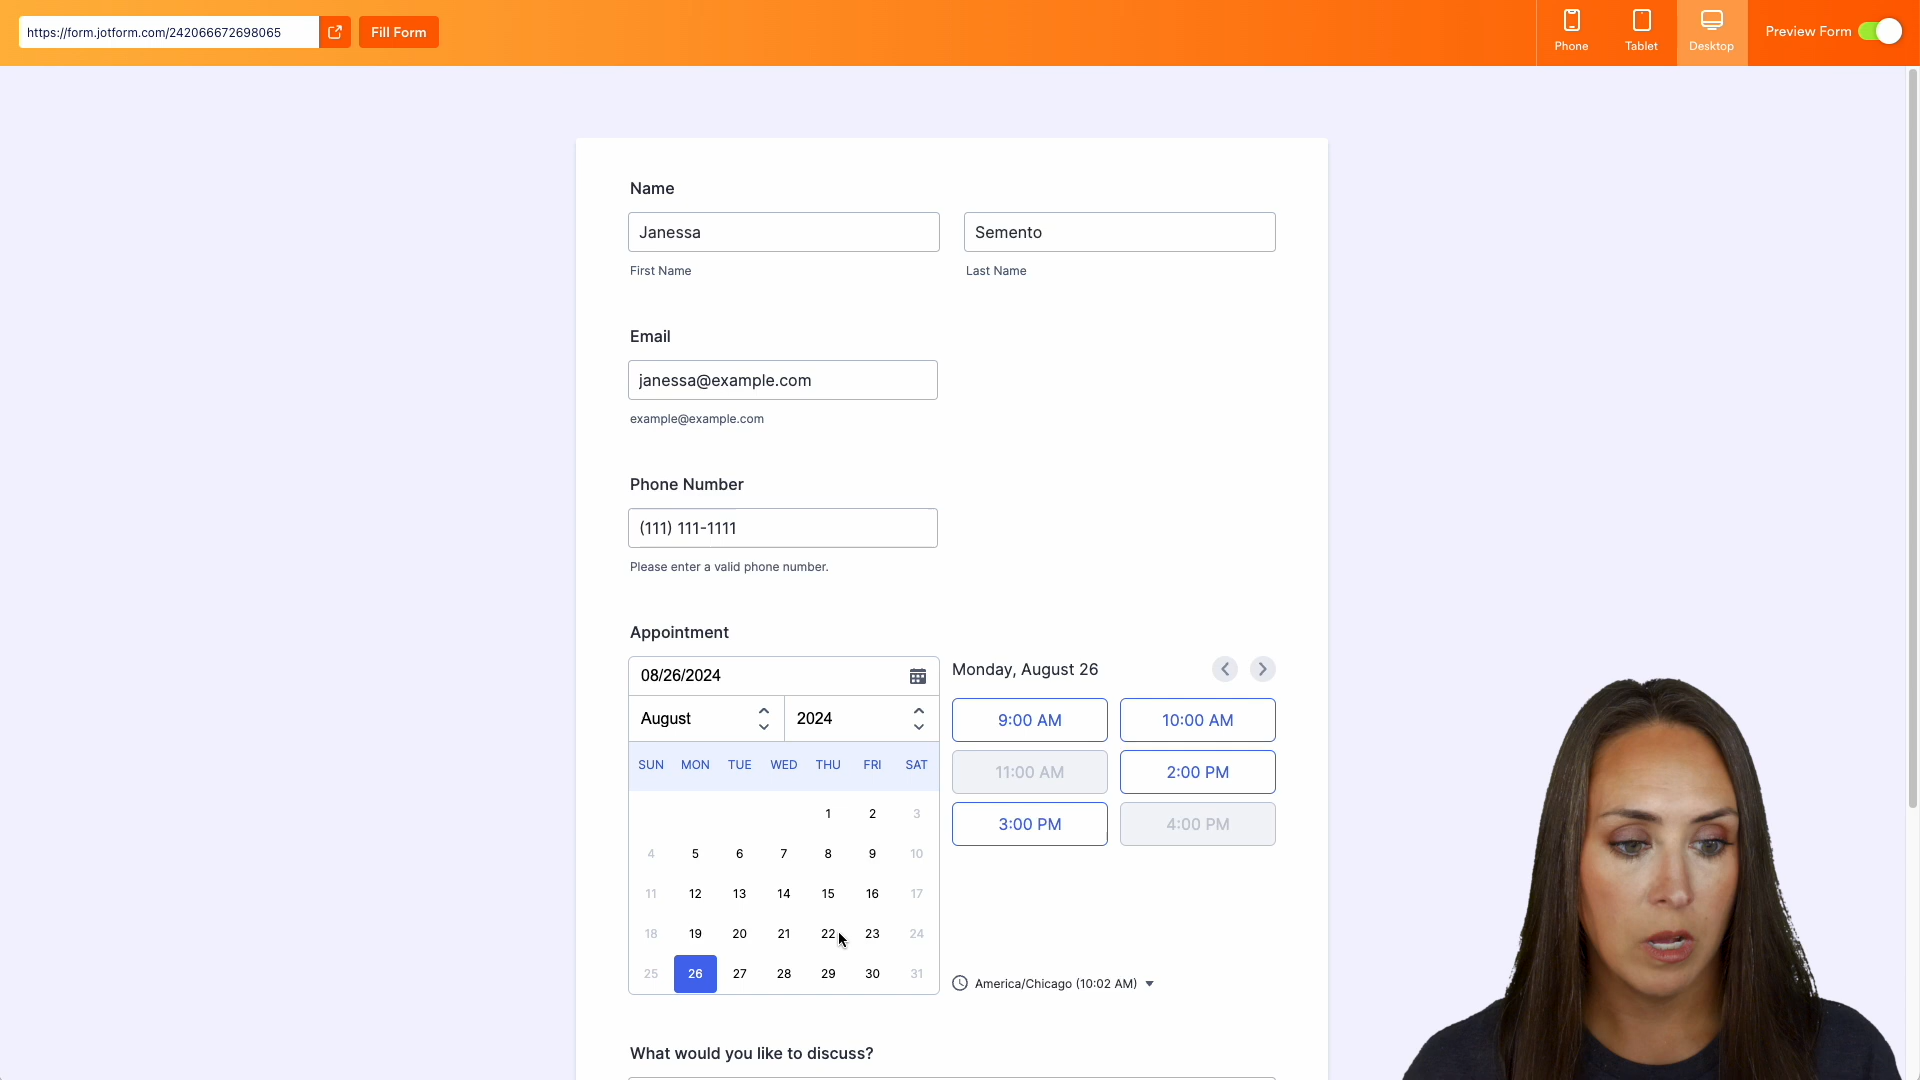 https://form.jotform.com/242066672698065
Fill Form
Phone
Tablet
Desktop
Preview Form
Name
Janessa
Semento
First Name
Last Name
Email
janessa@example.com
example@example.com
Phone Number
(111) 111-1111
Please enter a valid phone number.
Appointment
08/26/2024
August
2024
SUN MON TUE WED THU FRI SAT
1 2 3
4 5 6 7 8 9 10
11 12 13 14 15 16 17
18 19 20 21 22 23 24
25 26 27 28 29 30 31
Monday, August 26
9:00 AM
10:00 AM
11:00 AM
2:00 PM
3:00 PM
4:00 PM
America/Chicago (10:02 AM)
What would you like to discuss?